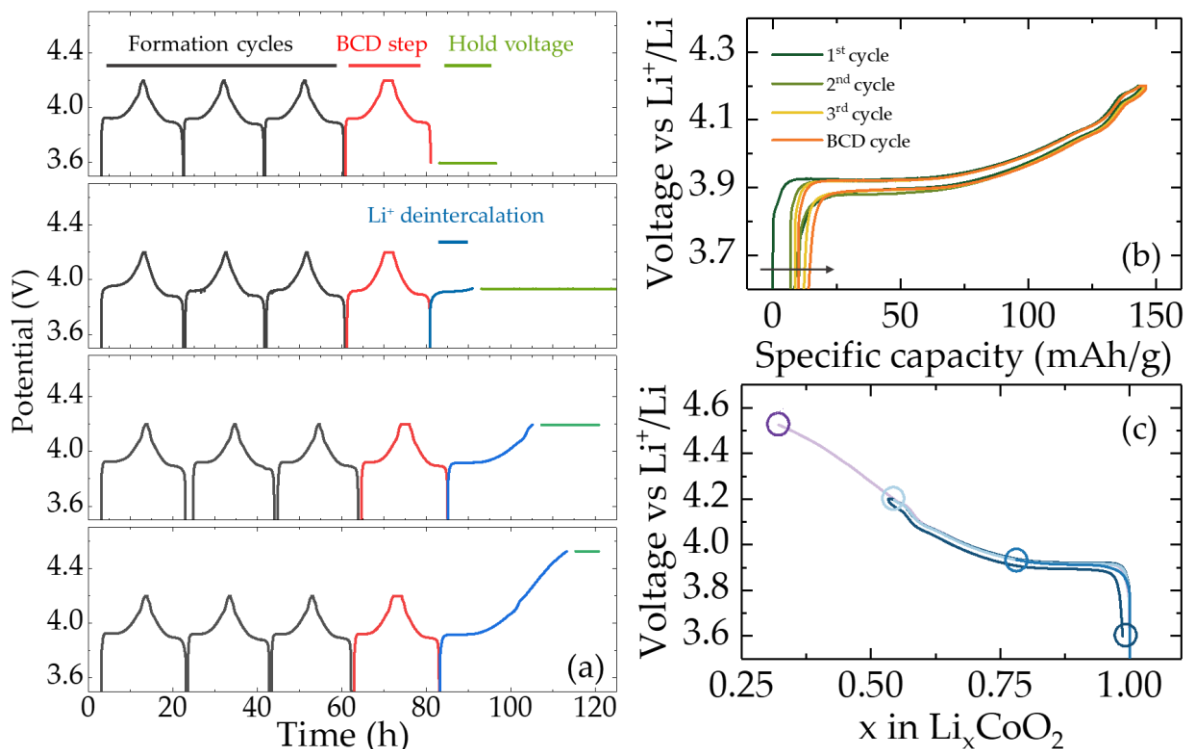 Formation cycles BCD step Hold voltage
4.4
4.0
3.6
Li⁺ deintercalation
4.4
4.0
3.6
4.4
4.0
3.6
4.4
4.0
3.6
(a)
0 20 40 60 80 100 120
Time (h)
Potential (V)
4.3
4.1
3.9
3.7
1ˢᵗ cycle
2ⁿᵈ cycle
3ʳᵈ cycle
BCD cycle
(b)
0 50 100 150
Specific capacity (mAh/g)
Voltage vs Li⁺/Li
4.6
4.4
4.2
4.0
3.8
3.6
(c)
0.25 0.50 0.75 1.00
x in LiₓCoO₂
Voltage vs Li⁺/Li